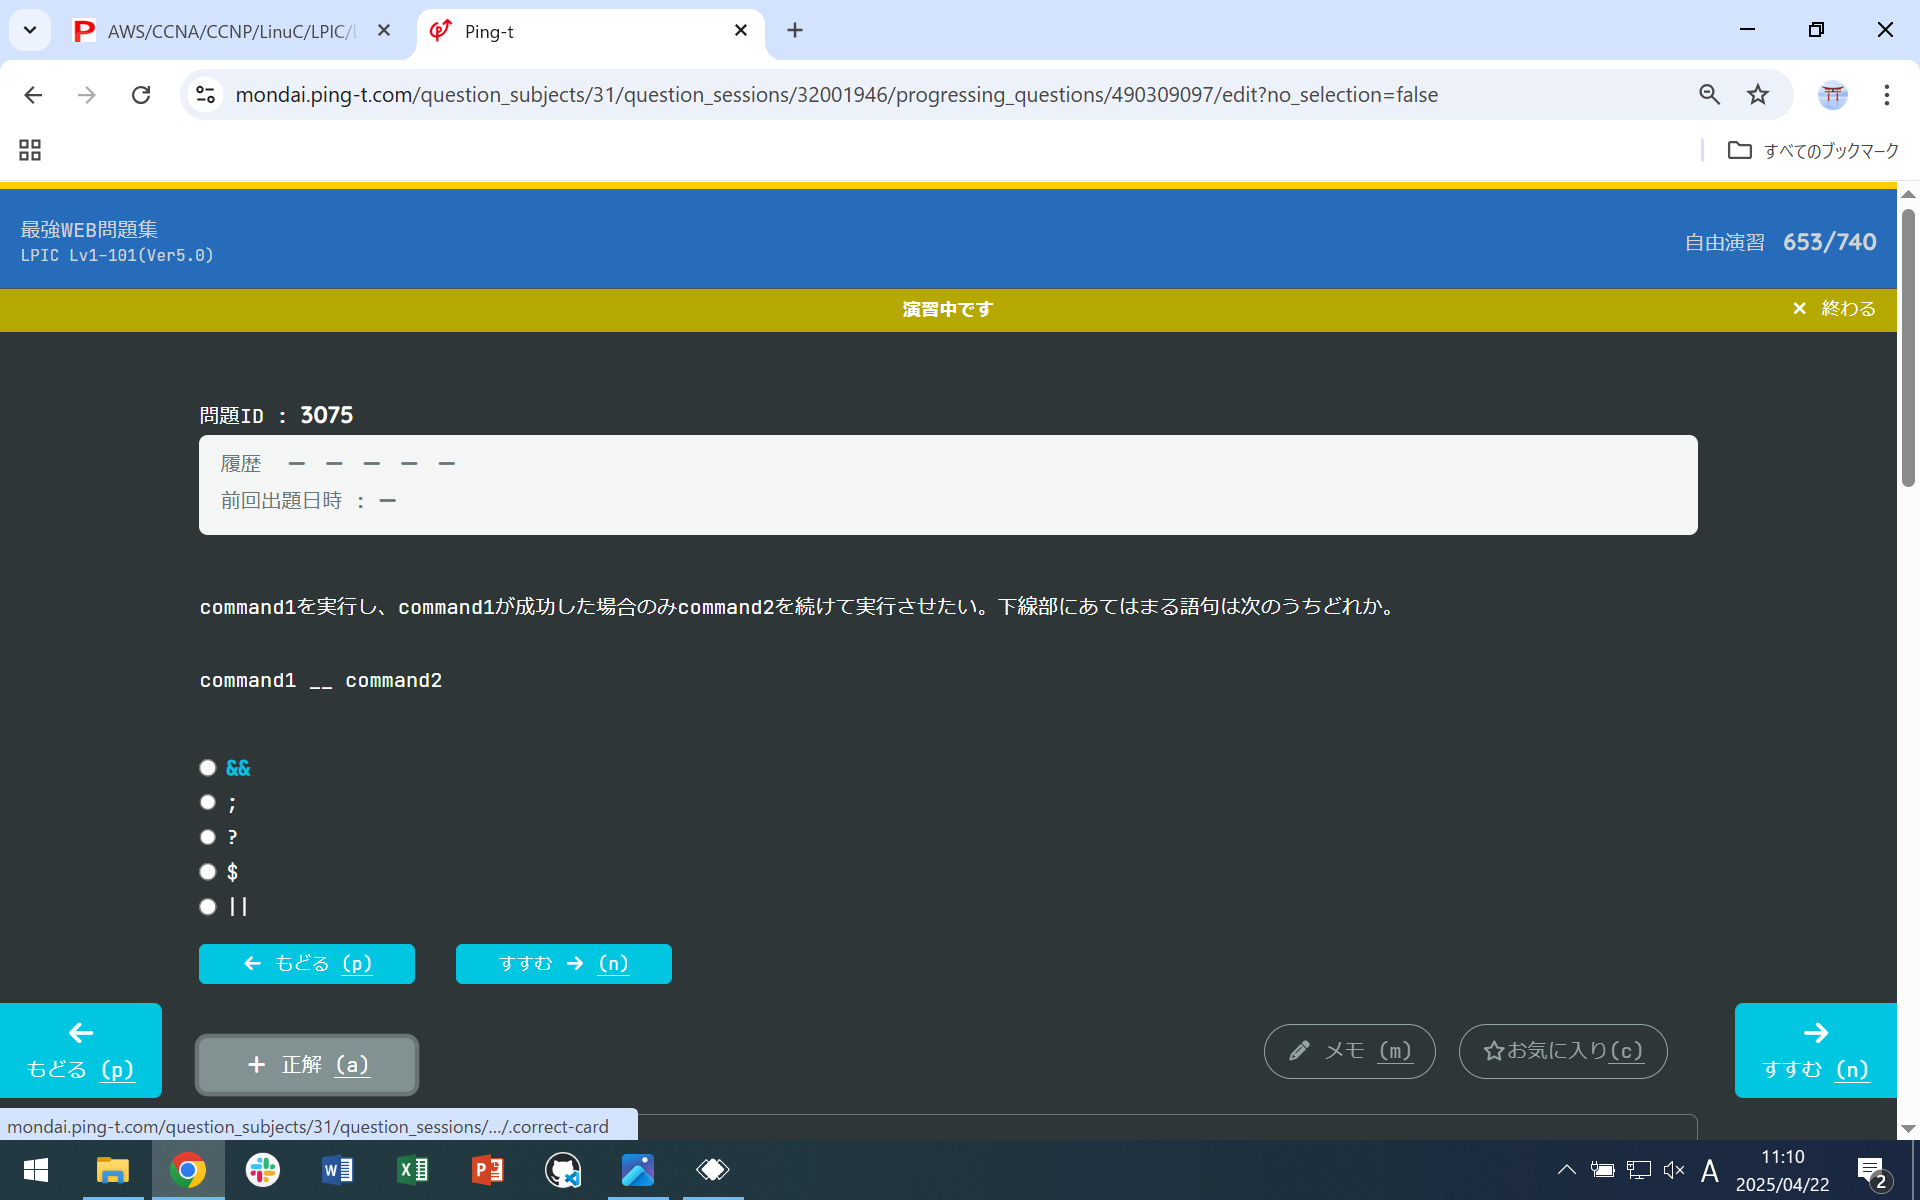 AWS/CCNA/CCNP/LinuC/LPIC/
Ping-t
mondai.ping-t.com/question_subjects/31/question_sessions/32001946/progressing_questions/490309097/edit?no_selection=false
すべてのブックマーク
最強WEB問題集
LPIC Lv1-101(Ver5.0)
自由演習 653/740
演習中です
× 終わる
問題ID : 3075
履歴 － － － － －
前回出題日時 : －
command1を実行し、command1が成功した場合のみcommand2を続けて実行させたい。下線部にあてはまる語句は次のうちどれか。
command1 __ command2
&&
;
?
$
||
← もどる (p)
すすむ → (n)
← もどる (p)
+ 正解 (a)
メモ (m)
☆お気に入り(c)
→ すすむ (n)
mondai.ping-t.com/question_subjects/31/question_sessions/.../.correct-card
A
11:10
2025/04/22
2